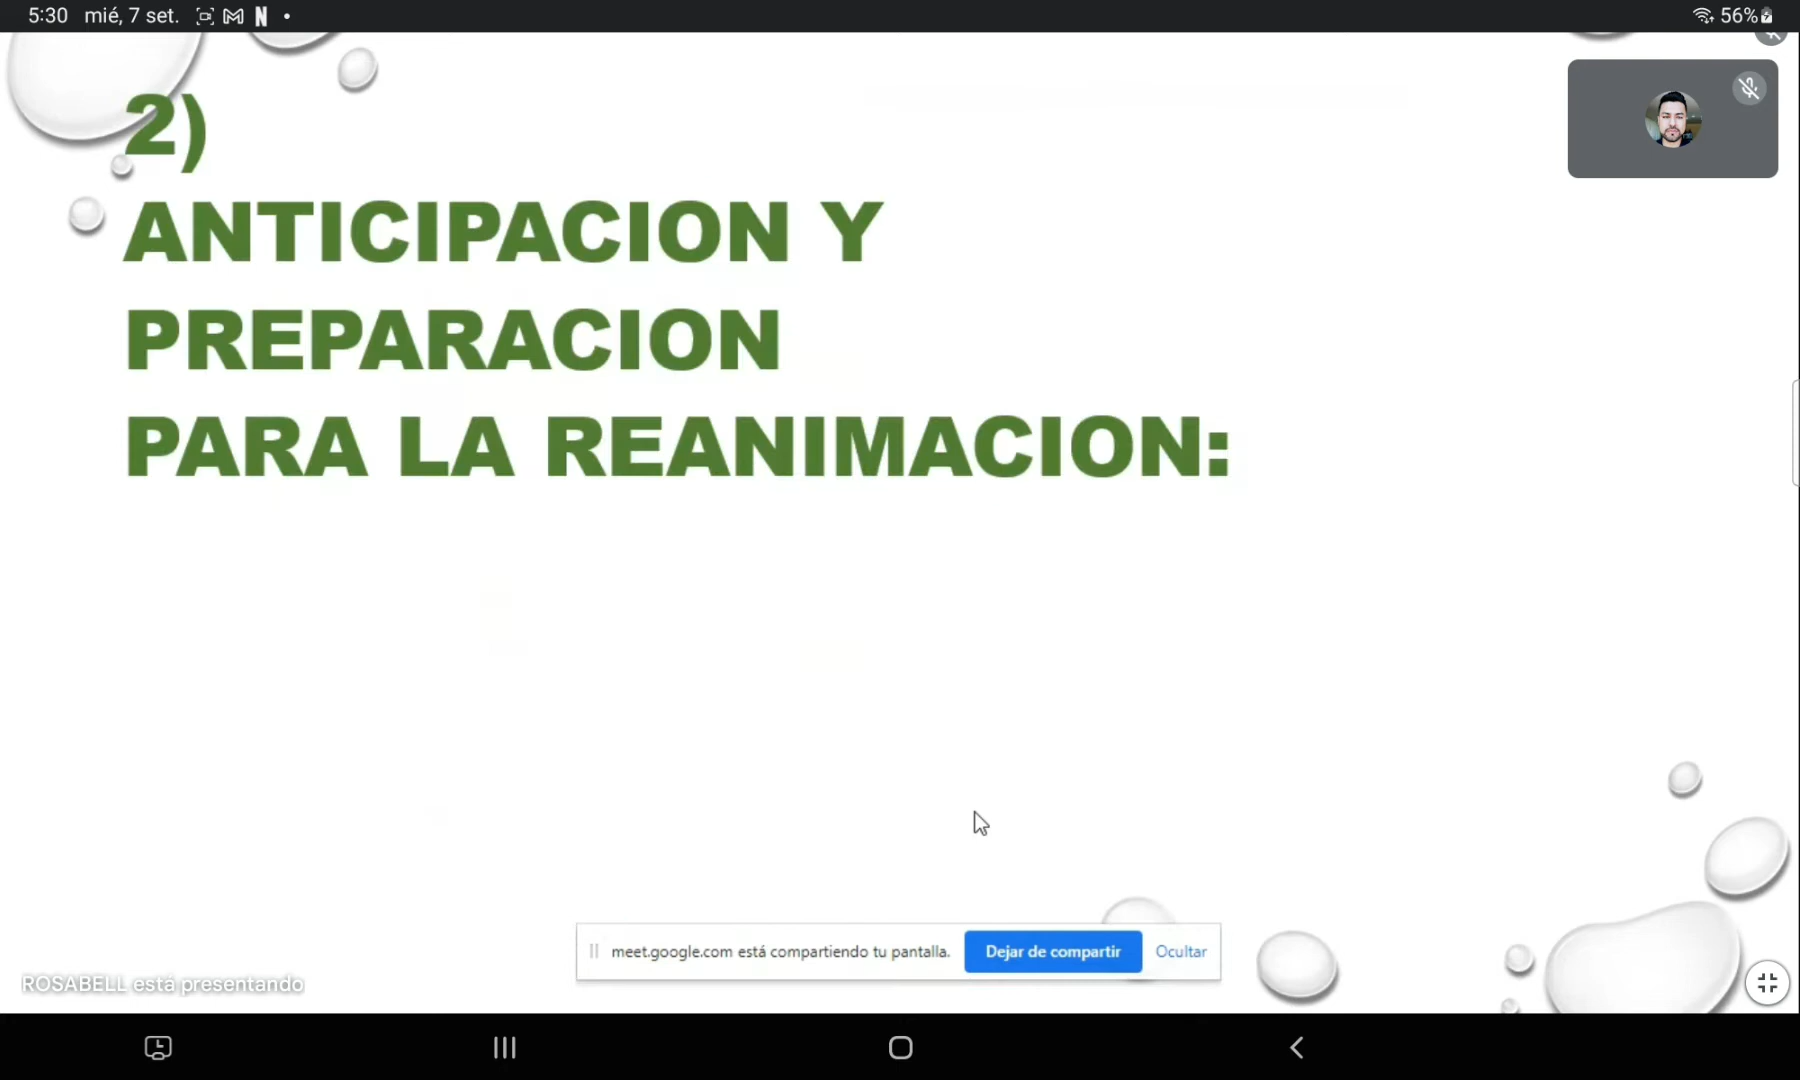 5:30 mié, 7 set. 56%
2)
ANTICIPACION Y
PREPARACION
PARA LA REANIMACION:
meet.google.com está compartiendo tu pantalla. Dejar de compartir Ocultar
ROSABELL está presentando